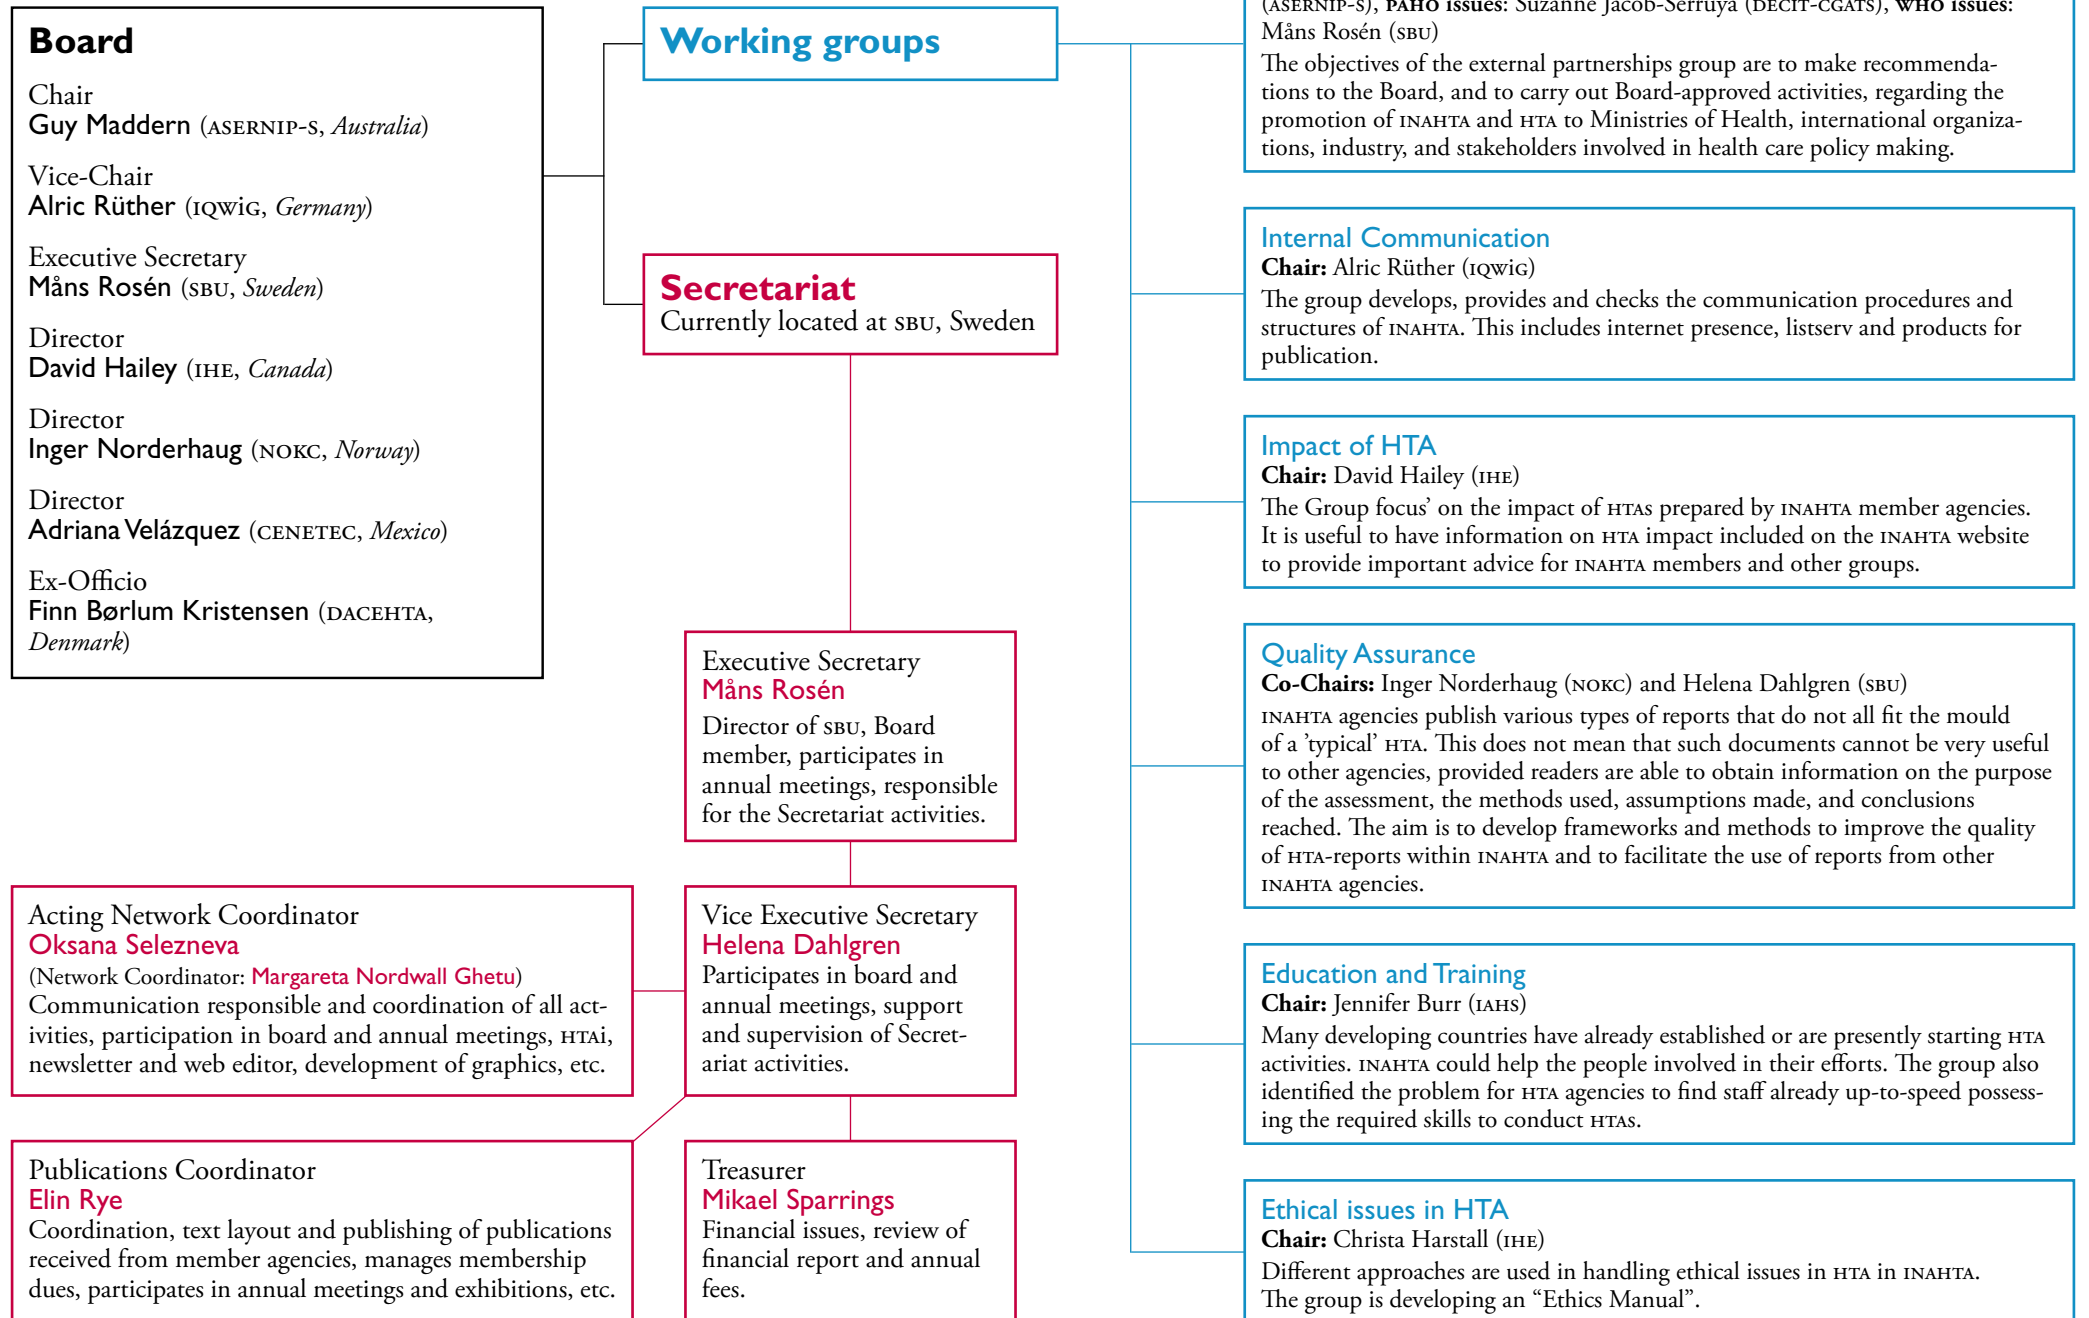 Board
Chair
Guy Maddern (ASERNIP-S, Australia)
Vice-Chair
Alric Rüther (IQWiG, Germany)
Executive Secretary
Måns Rosén (SBU, Sweden)
Director
David Hailey (IHE, Canada)
Director
Inger Norderhaug (NOKC, Norway)
Director
Adriana Velázquez (CENETEC, Mexico)
Ex-Officio
Finn Børlum Kristensen (DACEHTA,
Denmark)
Working groups
Secretariat
Currently located at SBU, Sweden
Executive Secretary
Måns Rosén
Director of SBU, Board
member, participates in
annual meetings, responsible
for the Secretariat activities.
Acting Network Coordinator
Oksana Selezneva
(Network Coordinator: Margareta Nordwall Ghetu)
Communication responsible and coordination of all act-
ivities, participation in board and annual meetings, HTAi,
newsletter and web editor, development of graphics, etc.
Vice Executive Secretary
Helena Dahlgren
Participates in board and
annual meetings, support
and supervision of Secret-
ariat activities.
Publications Coordinator
Elin Rye
Coordination, text layout and publishing of publications
received from member agencies, manages membership
dues, participates in annual meetings and exhibitions, etc.
Treasurer
Mikael Sparrings
Financial issues, review of
financial report and annual
fees.
(ASERNIP-S), PAHO issues: Suzanne Jacob-Serruya (DECIT-CGATS), WHO issues:
Måns Rosén (SBU)
The objectives of the external partnerships group are to make recommenda-
tions to the Board, and to carry out Board-approved activities, regarding the
promotion of INAHTA and HTA to Ministries of Health, international organiza-
tions, industry, and stakeholders involved in health care policy making.
Internal Communication
Chair: Alric Rüther (IQWiG)
The group develops, provides and checks the communication procedures and
structures of INAHTA. This includes internet presence, listserv and products for
publication.
Impact of HTA
Chair: David Hailey (IHE)
The Group focus' on the impact of HTAs prepared by INAHTA member agencies.
It is useful to have information on HTA impact included on the INAHTA website
to provide important advice for INAHTA members and other groups.
Quality Assurance
Co-Chairs: Inger Norderhaug (NOKC) and Helena Dahlgren (SBU)
INAHTA agencies publish various types of reports that do not all fit the mould
of a 'typical' HTA. This does not mean that such documents cannot be very useful
to other agencies, provided readers are able to obtain information on the purpose
of the assessment, the methods used, assumptions made, and conclusions
reached. The aim is to develop frameworks and methods to improve the quality
of HTA-reports within INAHTA and to facilitate the use of reports from other
INAHTA agencies.
Education and Training
Chair: Jennifer Burr (IAHS)
Many developing countries have already established or are presently starting HTA
activities. INAHTA could help the people involved in their efforts. The group also
identified the problem for HTA agencies to find staff already up-to-speed possess-
ing the required skills to conduct HTAs.
Ethical issues in HTA
Chair: Christa Harstall (IHE)
Different approaches are used in handling ethical issues in HTA in INAHTA.
The group is developing an "Ethics Manual".